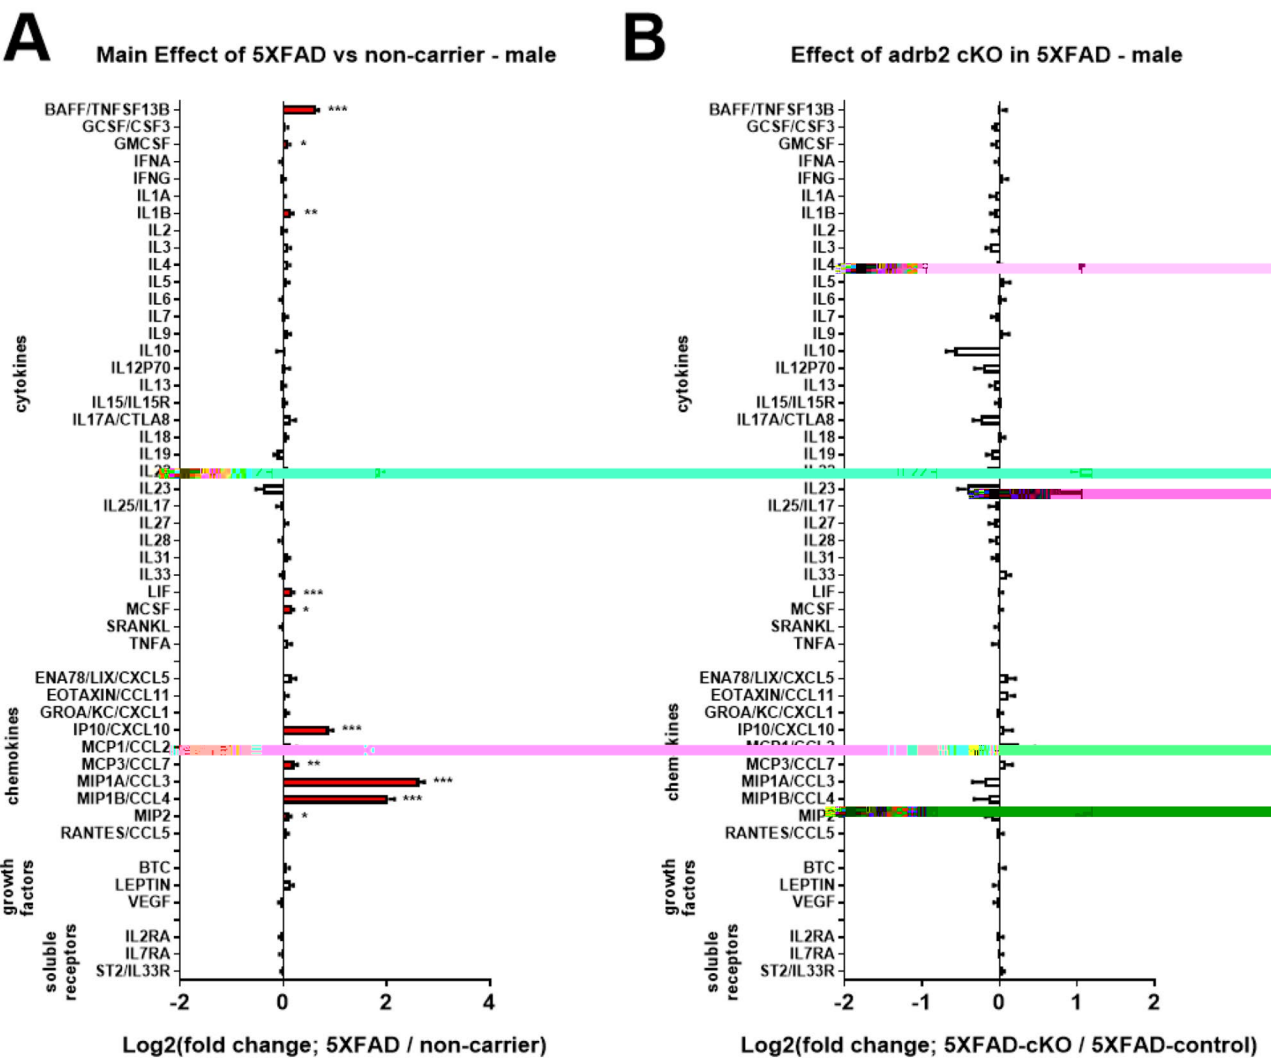 A
Main Effect of 5XFAD vs non-carrier - male
cytokines
BAFF/TNFSF13B
***
GCSF/CSF3
GMCSF
*
IFNA
IFNG
IL1A
IL1B
**
IL2
IL3
IL4
IL5
IL6
IL7
IL9
IL10
IL12P70
IL13
IL15/IL15R
IL17A/CTLA8
IL18
IL19
IL23
IL25/IL17
IL27
IL28
IL31
IL33
LIF
***
MCSF
*
SRANKL
TNFA
chemokines
ENA78/LIX/CXCL5
EOTAXIN/CCL11
GROA/KC/CXCL1
IP10/CXCL10
***
MCP1/CCL2
MCP3/CCL7
**
MIP1A/CCL3
***
MIP1B/CCL4
***
MIP2
*
RANTES/CCL5
growth
factors
BTC
LEPTIN
VEGF
soluble
receptors
IL2RA
IL7RA
ST2/IL33R
-2 0 2 4
Log2(fold change; 5XFAD / non-carrier)
B
Effect of adrb2 cKO in 5XFAD - male
cytokines
BAFF/TNFSF13B
GCSF/CSF3
GMCSF
IFNA
IFNG
IL1A
IL1B
IL2
IL3
IL4
IL5
IL6
IL7
IL9
IL10
IL12P70
IL13
IL15/IL15R
IL17A/CTLA8
IL18
IL19
IL23
IL25/IL17
IL27
IL28
IL31
IL33
LIF
MCSF
SRANKL
TNFA
chemokines
ENA78/LIX/CXCL5
EOTAXIN/CCL11
GROA/KC/CXCL1
IP10/CXCL10
MCP3/CCL7
MIP1A/CCL3
MIP1B/CCL4
MIP2
RANTES/CCL5
growth
factors
BTC
LEPTIN
VEGF
soluble
receptors
IL2RA
IL7RA
ST2/IL33R
-2 -1 0 1 2
Log2(fold change; 5XFAD-cKO / 5XFAD-control)